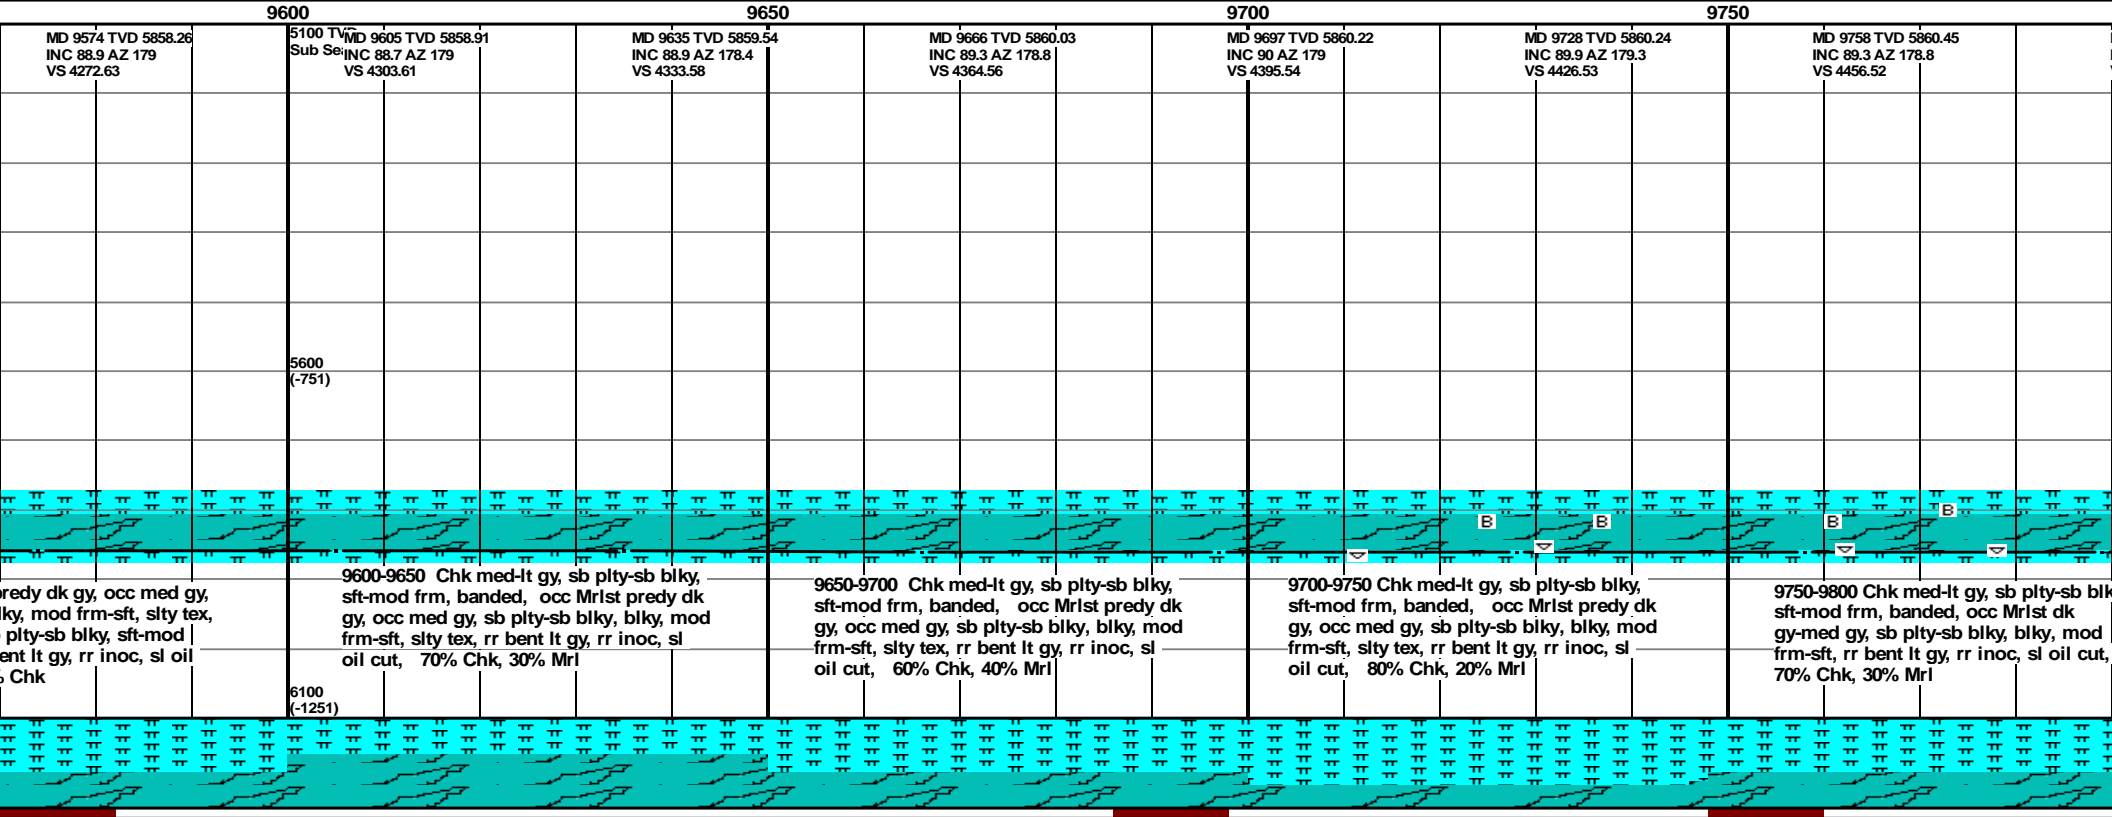 9600
9650
9700
9750
MD 9574 TVD 5858.26
INC 88.9 AZ 179
VS 4272.63
5100 TV
Sub Se
MD 9605 TVD 5858.91
INC 88.7 AZ 179
VS 4303.61
MD 9635 TVD 5859.54
INC 88.9 AZ 178.4
VS 4333.58
MD 9666 TVD 5860.03
INC 89.3 AZ 178.8
VS 4364.56
MD 9697 TVD 5860.22
INC 90 AZ 179
VS 4395.54
MD 9728 TVD 5860.24
INC 89.9 AZ 179.3
VS 4426.53
MD 9758 TVD 5860.45
INC 89.3 AZ 178.8
VS 4456.52
5600
(-751)
B
B
B
B
predy dk gy, occ med gy,
lky, mod frm-sft, slty tex,
plty-sb blky, sft-mod
ent lt gy, rr inoc, sl oil
% Chk
9600-9650 Chk med-lt gy, sb plty-sb blky,
sft-mod frm, banded, occ Mrlst predy dk
gy, occ med gy, sb plty-sb blky, blky, mod
frm-sft, slty tex, rr bent lt gy, rr inoc, sl
oil cut, 70% Chk, 30% Mrl
9650-9700 Chk med-lt gy, sb plty-sb blky,
sft-mod frm, banded, occ Mrlst predy dk
gy, occ med gy, sb plty-sb blky, blky, mod
frm-sft, slty tex, rr bent lt gy, rr inoc, sl
oil cut, 60% Chk, 40% Mrl
9700-9750 Chk med-lt gy, sb plty-sb blky,
sft-mod frm, banded, occ Mrlst predy dk
gy, occ med gy, sb plty-sb blky, blky, mod
frm-sft, slty tex, rr bent lt gy, rr inoc, sl
oil cut, 80% Chk, 20% Mrl
9750-9800 Chk med-lt gy, sb plty-sb blk
sft-mod frm, banded, occ Mrlst dk
gy-med gy, sb plty-sb blky, blky, mod
frm-sft, rr bent lt gy, rr inoc, sl oil cut,
70% Chk, 30% Mrl
6100
(-1251)